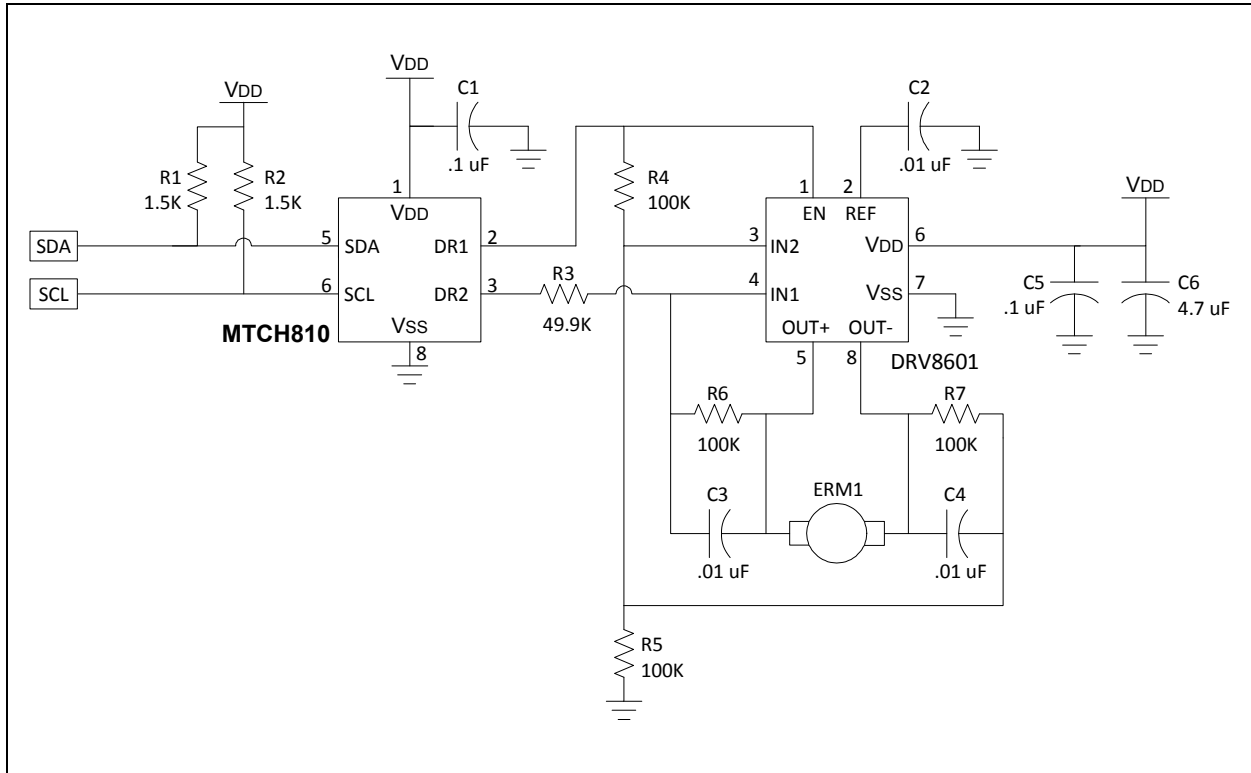 VDD
C1
.1 uF
VDD
R1
1.5K
R2
1.5K
SDA
SCL
1
VDD
5
SDA
6
SCL
DR1
2
DR2
3
VSS
8
MTCH810
R3
49.9K
R4
100K
C2
.01 uF
1
2
EN
REF
3
IN2
4
IN1
VDD
6
VSS
7
OUT+
OUT-
5
8
DRV8601
VDD
C5
.1 uF
C6
4.7 uF
R6
100K
R7
100K
C3
.01 uF
ERM1
C4
.01 uF
R5
100K